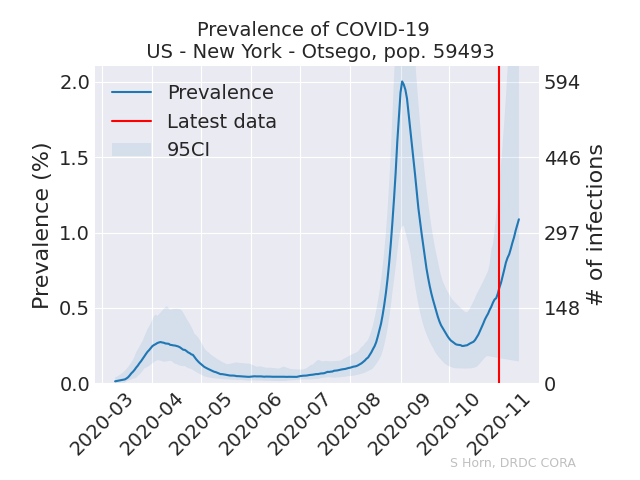 Prevalence of COVID-19
US - New York - Otsego, pop. 59493
Prevalence (%)
2.0
1.5
1.0
0.5
0.0
Prevalence
Latest data
95CI
594
446
297
148
0
# of infections
2020-03
2020-04
2020-05
2020-06
2020-07
2020-08
2020-09
2020-10
2020-11
S Horn, DRDC CORA